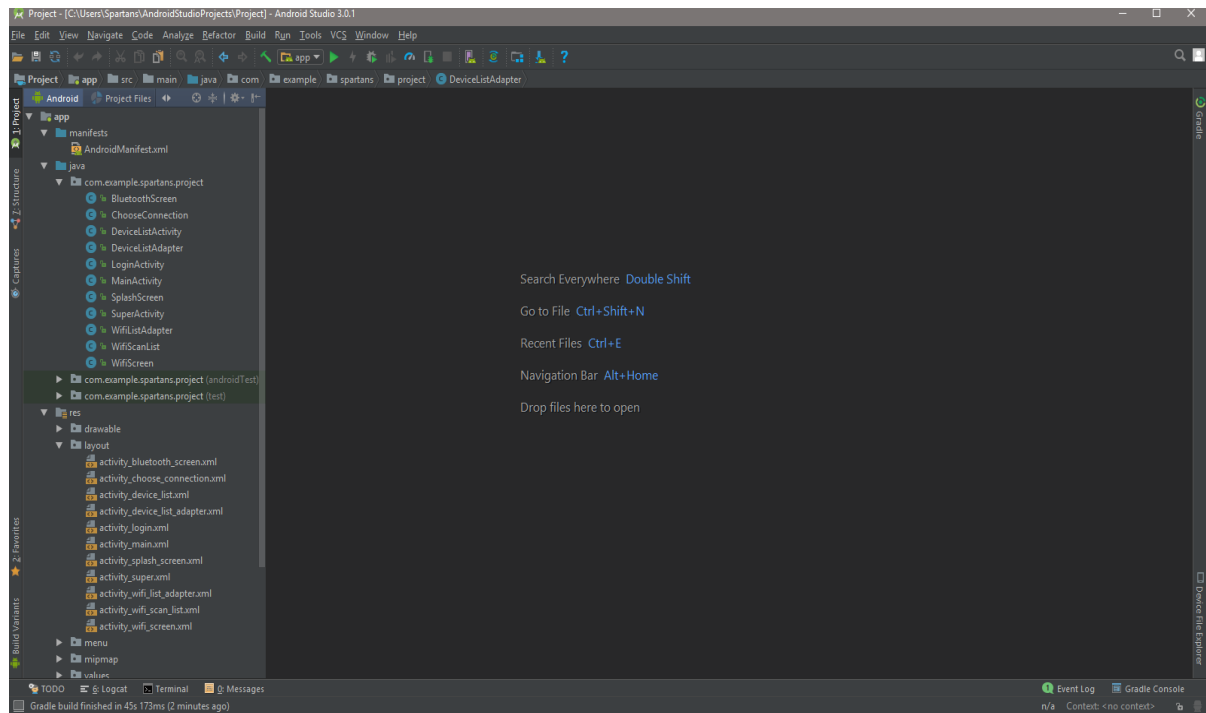 Project - [C:\Users\Spartans\AndroidStudioProjects\Project] - Android Studio 3.0.1
File Edit View Navigate Code Analyze Refactor Build Run Tools VCS Window Help
app
Project app src main java com example spartans project DeviceListAdapter
Android Project Files
1: Project
7: Structure
Captures
2: Favorites
Build Variants
app
manifests
AndroidManifest.xml
java
com.example.spartans.project
BluetoothScreen
ChooseConnection
DeviceListActivity
DeviceListAdapter
LoginActivity
MainActivity
SplashScreen
SuperActivity
WifiListAdapter
WifiScanList
WifiScreen
com.example.spartans.project (androidTest)
com.example.spartans.project (test)
res
drawable
layout
activity_bluetooth_screen.xml
activity_choose_connection.xml
activity_device_list.xml
activity_device_list_adapter.xml
activity_login.xml
activity_main.xml
activity_splash_screen.xml
activity_super.xml
activity_wifi_list_adapter.xml
activity_wifi_scan_list.xml
activity_wifi_screen.xml
menu
mipmap
values
Search Everywhere Double Shift
Go to File Ctrl+Shift+N
Recent Files Ctrl+E
Navigation Bar Alt+Home
Drop files here to open
Gradle
Device File Explorer
TODO 6: Logcat Terminal 0: Messages
1 Event Log Gradle Console
Gradle build finished in 45s 173ms (2 minutes ago)
n/a Context: <no context>